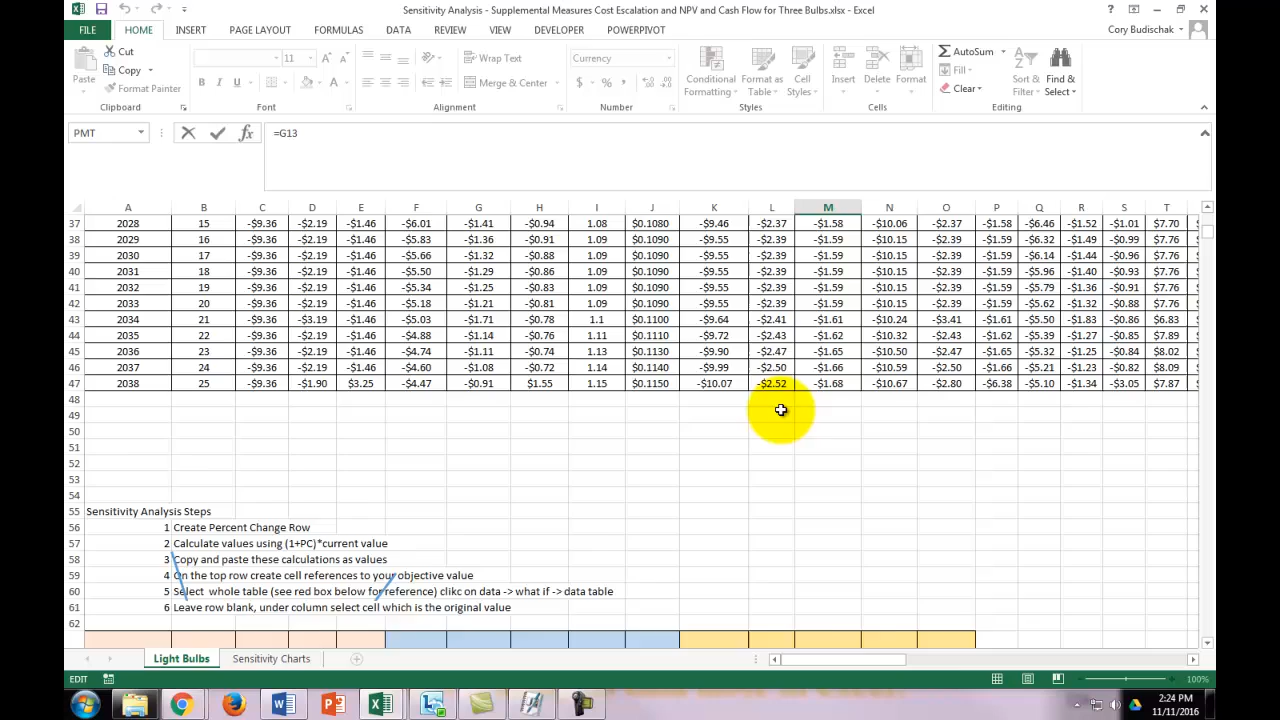 Sensitivity Analysis - Supplemental Measures Cost Escalation and NPV and Cash Flow for Three Bulbs.xlsx - Excel
FILE HOME INSERT PAGE LAYOUT FORMULAS DATA REVIEW VIEW DEVELOPER POWERPIVOT Cory Budischak
Paste Cut Copy Format Painter
11 B I U Wrap Text Merge & Center Currency $ % Conditional Formatting Format as Table Cell Styles Insert Delete Format AutoSum Fill Clear Sort & Filter Find & Select
Clipboard Font Alignment Number Styles Cells Editing
PMT fx =G13
A B C D E F G H I J K L M N O P Q R S T
37 2028 15 -$9.36 -$2.19 -$1.46 -$6.01 -$1.41 -$0.94 1.08 $0.1080 -$9.46 -$2.37 -$1.58 -$10.06 -$2.37 -$1.58 -$6.46 -$1.52 -$1.01 $7.70
38 2029 16 -$9.36 -$2.19 -$1.46 -$5.83 -$1.36 -$0.91 1.09 $0.1090 -$9.55 -$2.39 -$1.59 -$10.15 -$2.39 -$1.59 -$6.32 -$1.49 -$0.99 $7.76
39 2030 17 -$9.36 -$2.19 -$1.46 -$5.66 -$1.32 -$0.88 1.09 $0.1090 -$9.55 -$2.39 -$1.59 -$10.15 -$2.39 -$1.59 -$6.14 -$1.44 -$0.96 $7.76
40 2031 18 -$9.36 -$2.19 -$1.46 -$5.50 -$1.29 -$0.86 1.09 $0.1090 -$9.55 -$2.39 -$1.59 -$10.15 -$2.39 -$1.59 -$5.96 -$1.40 -$0.93 $7.76
41 2032 19 -$9.36 -$2.19 -$1.46 -$5.34 -$1.25 -$0.83 1.09 $0.1090 -$9.55 -$2.39 -$1.59 -$10.15 -$2.39 -$1.59 -$5.79 -$1.36 -$0.91 $7.76
42 2033 20 -$9.36 -$2.19 -$1.46 -$5.18 -$1.21 -$0.81 1.09 $0.1090 -$9.55 -$2.39 -$1.59 -$10.15 -$2.39 -$1.59 -$5.62 -$1.32 -$0.88 $7.76
43 2034 21 -$9.36 -$3.19 -$1.46 -$5.03 -$1.71 -$0.78 1.1 $0.1100 -$9.64 -$2.41 -$1.61 -$10.24 -$3.41 -$1.61 -$5.50 -$1.83 -$0.86 $6.83
44 2035 22 -$9.36 -$2.19 -$1.46 -$4.88 -$1.14 -$0.76 1.11 $0.1110 -$9.72 -$2.43 -$1.62 -$10.32 -$2.43 -$1.62 -$5.39 -$1.27 -$0.85 $7.89
45 2036 23 -$9.36 -$2.19 -$1.46 -$4.74 -$1.11 -$0.74 1.13 $0.1130 -$9.90 -$2.47 -$1.65 -$10.50 -$2.47 -$1.65 -$5.32 -$1.25 -$0.84 $8.02
46 2037 24 -$9.36 -$2.19 -$1.46 -$4.60 -$1.08 -$0.72 1.14 $0.1140 -$9.99 -$2.50 -$1.66 -$10.59 -$2.50 -$1.66 -$5.21 -$1.23 -$0.82 $8.09
47 2038 25 -$9.36 -$1.90 $3.25 -$4.47 -$0.91 $1.55 1.15 $0.1150 -$10.07 -$2.52 -$1.68 -$10.67 -$2.80 -$6.38 -$5.10 -$1.34 -$3.05 $7.87
48
49
50
51
52
53
54
55 Sensitivity Analysis Steps
56 1 Create Percent Change Row
57 2 Calculate values using (1+PC)*current value
58 3 Copy and paste these calculations as values
59 4 On the top row create cell references to your objective value
60 5 Select whole table (see red box below for reference) clikc on data -> what if -> data table
61 6 Leave row blank, under column select cell which is the original value
62
Light Bulbs Sensitivity Charts
EDIT 100%
2:24 PM
11/11/2016